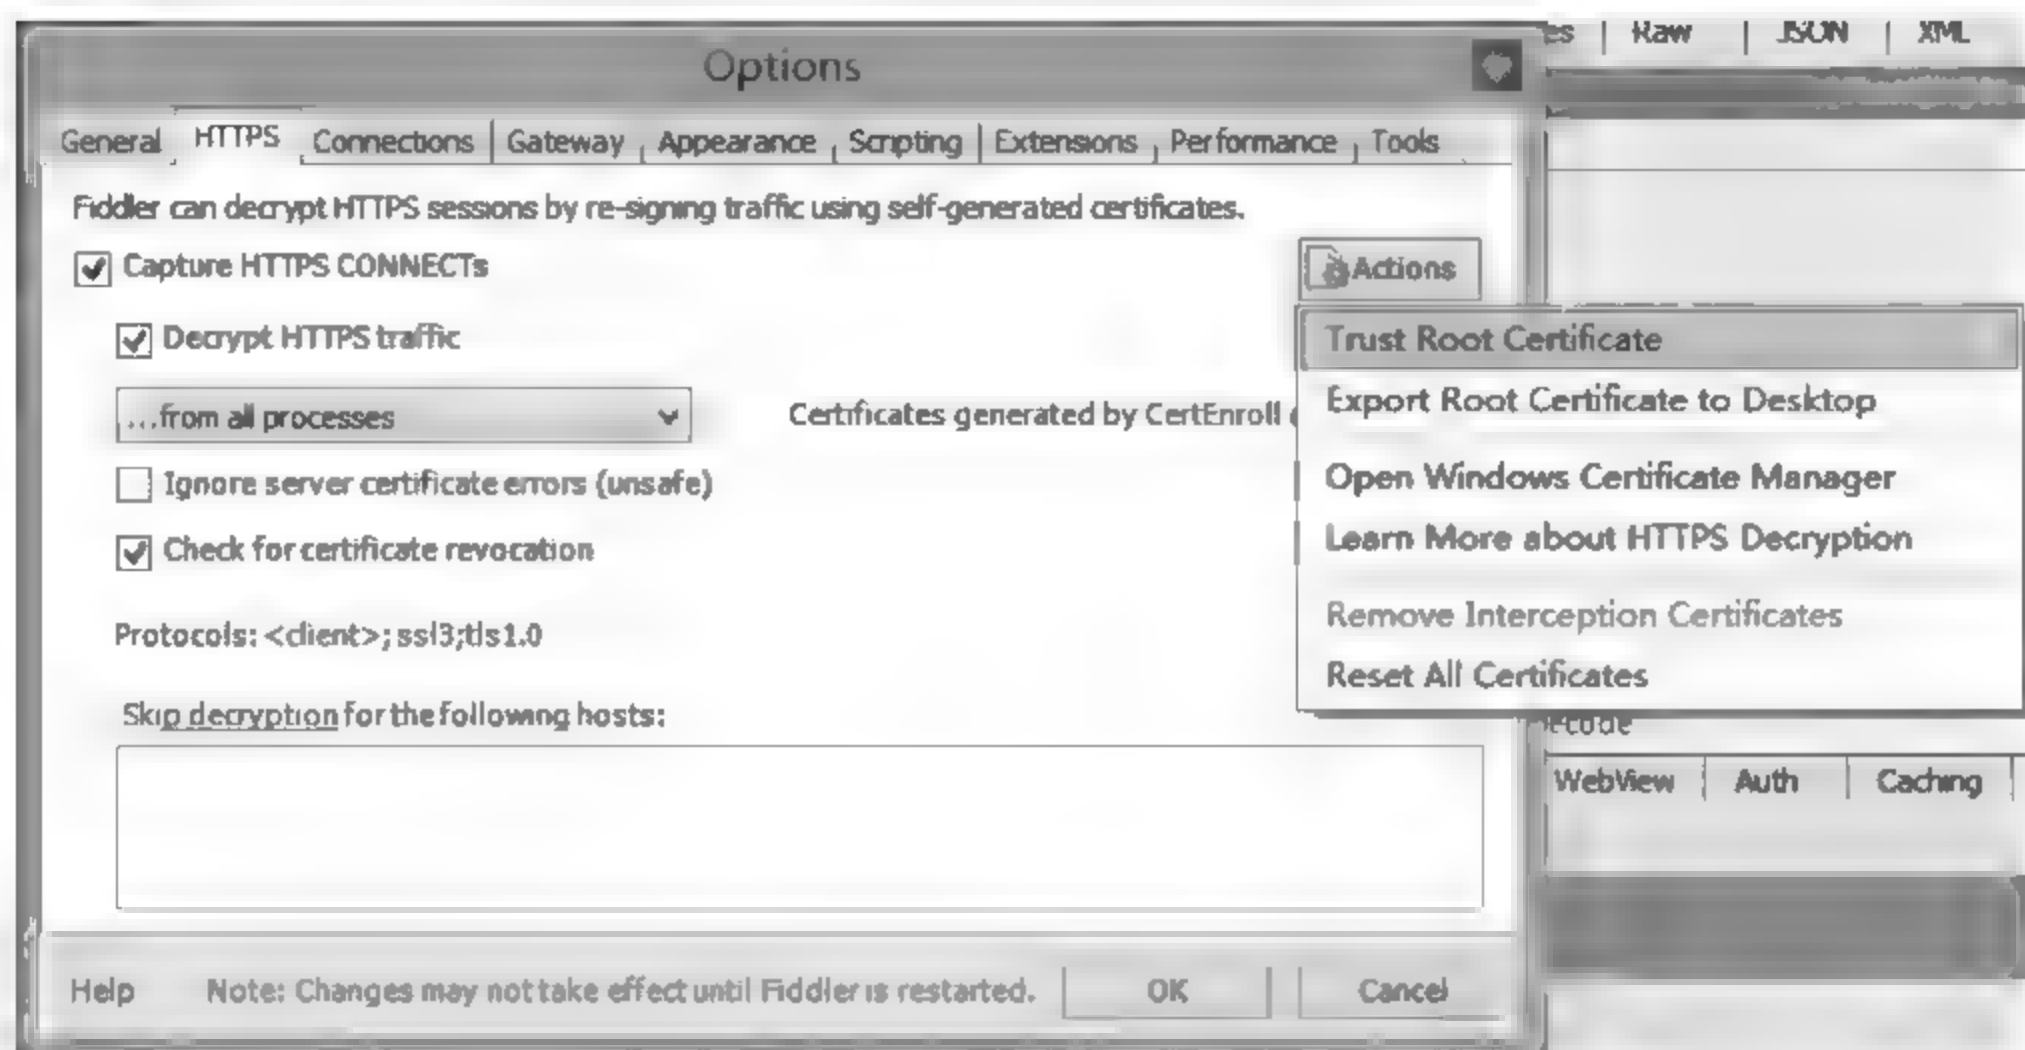 Raw | JSON | XML
Options
General HTTPS Connections Gateway Appearance Scripting Extensions Performance Tools
Fiddler can decrypt HTTPS sessions by re-signing traffic using self-generated certificates.
Capture HTTPS CONNECTs
Actions
Decrypt HTTPS traffic
Trust Root Certificate
...from all processes
Certificates generated by CertEnroll
Export Root Certificate to Desktop
Ignore server certificate errors (unsafe)
Open Windows Certificate Manager
Check for certificate revocation
Learn More about HTTPS Decryption
Protocols: <client>;ssl3;tls1.0
Remove Interception Certificates
Reset All Certificates
Skip decryption for the following hosts:
WebView Auth Caching
Help
Note: Changes may not take effect until Fiddler is restarted.
OK
Cancel